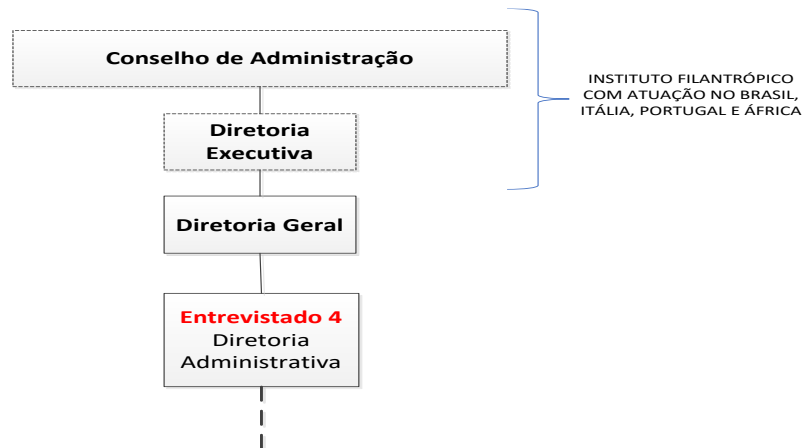 Conselho de Administração
INSTITUTO FILANTRÓPICO
COM ATUAÇÃO NO BRASIL,
ITÁLIA, PORTUGAL E ÁFRICA
Diretoria
Executiva
Diretoria Geral
Entrevistado 4
Diretoria
Administrativa